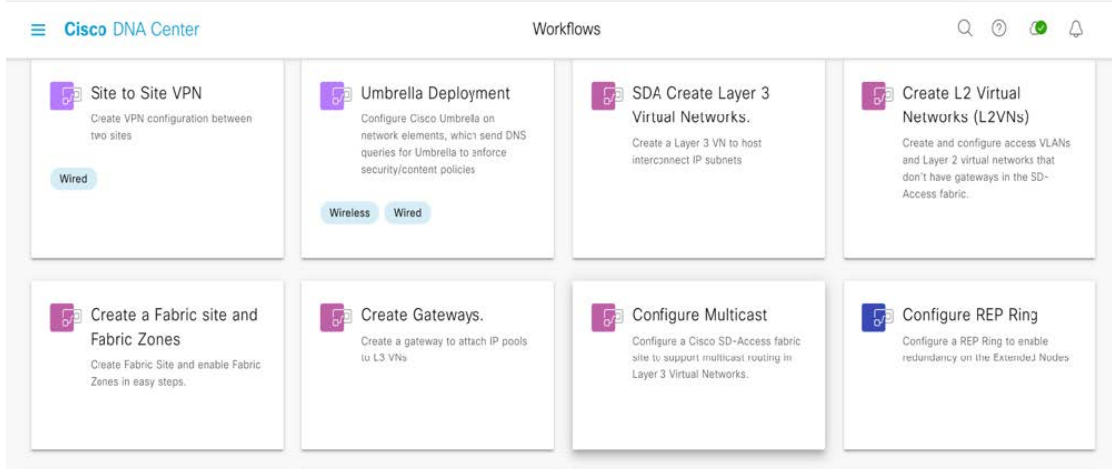 Cisco DNA Center
Workflows
Site to Site VPN
Create VPN configuration between
two sites
Wired
Umbrella Deployment
Configure Cisco Umbrella on
network elements, which send DNS
queries for Umbrella to enforce
security/content policies
Wireless Wired
SDA Create Layer 3
Virtual Networks.
Create a Layer 3 VN to host
interconnect IP subnets
Create L2 Virtual
Networks (L2VNs)
Create and configure access VLANs
and Layer 2 virtual networks that
don't have gateways in the SD-
Access fabric.
Create a Fabric site and
Fabric Zones
Create Fabric Site and enable Fabric
Zones in easy steps.
Create Gateways.
Create a gateway to attach IP pools
to L3 VNs
Configure Multicast
Configure a Cisco SD-Access fabric
site to support multicast routing in
Layer 3 Virtual Networks.
Configure REP Ring
Configure a REP Ring to enable
redundancy on the Extended Nodes